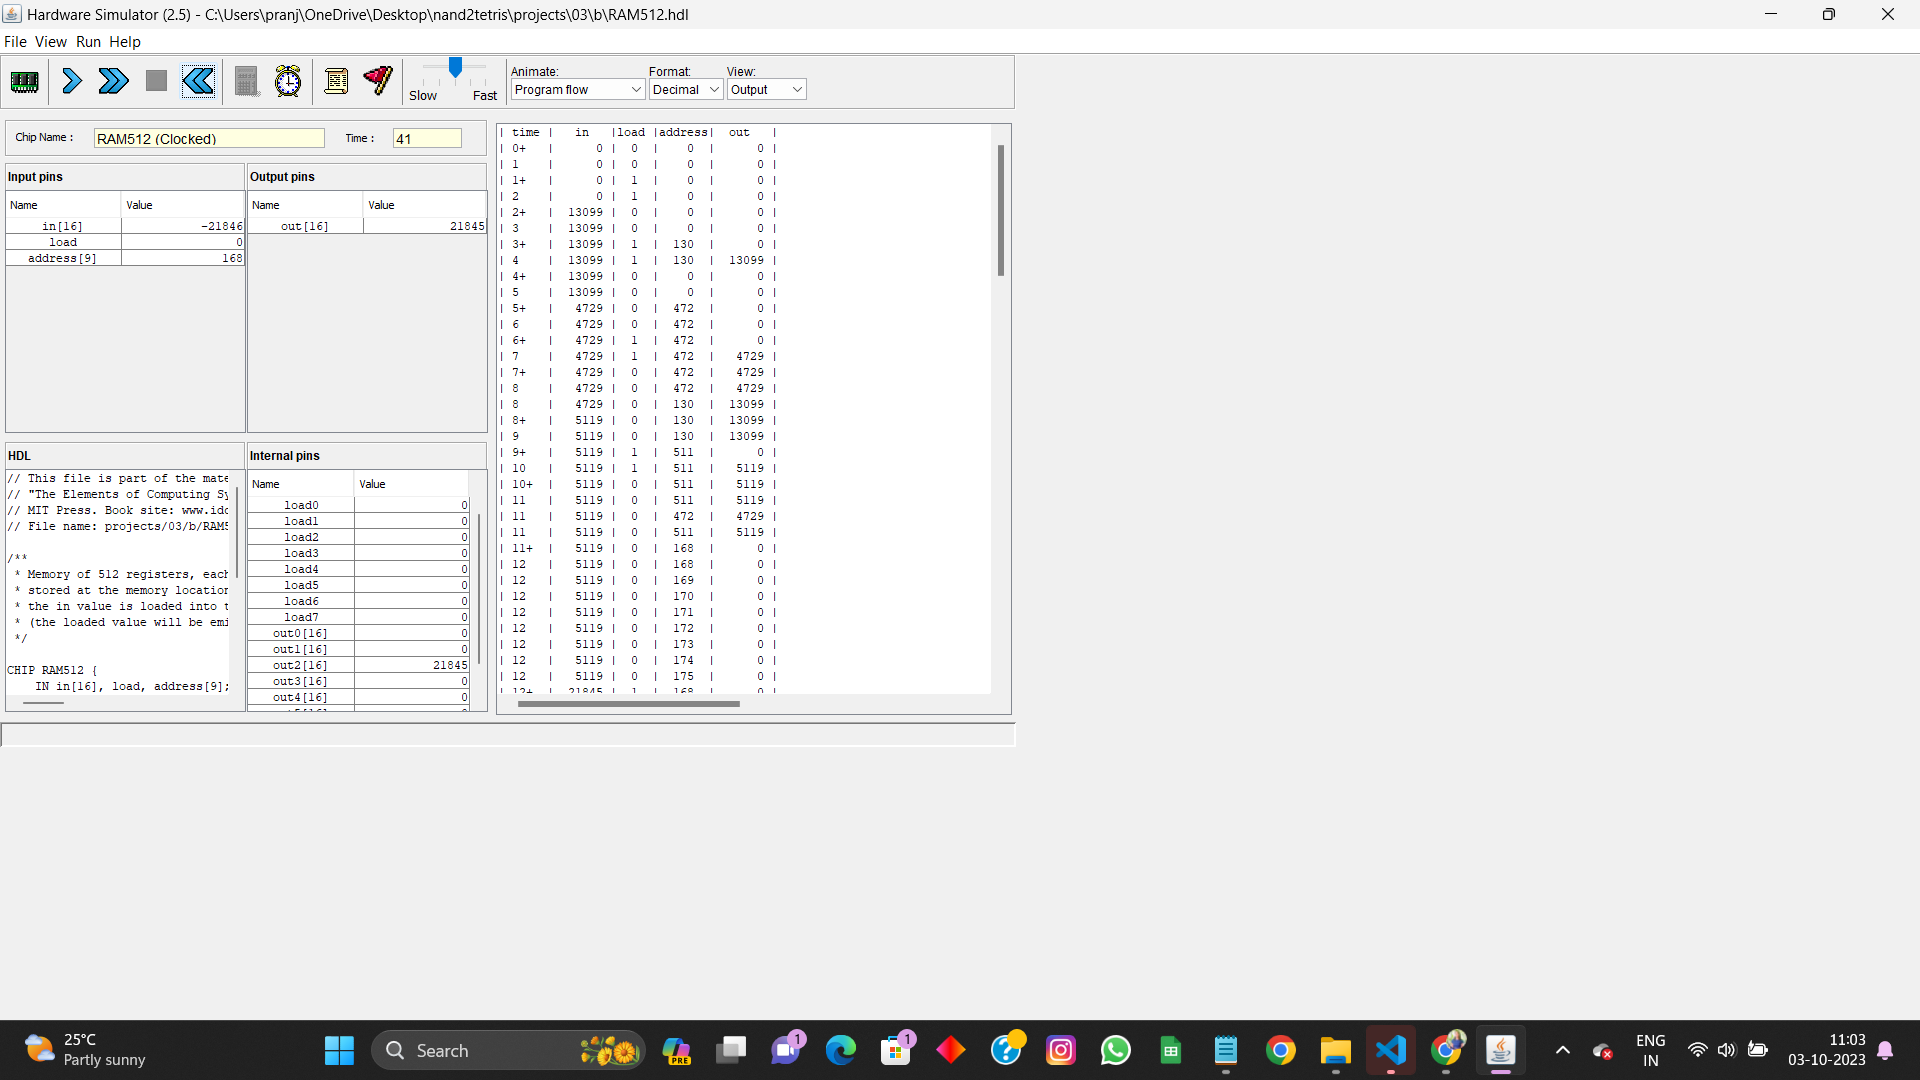 Hardware Simulator (2.5) - C:\Users\pranj\OneDrive\Desktop\nand2tetris\projects\03\b\RAM512.hdl
File View Run Help
Slow Fast
Animate: Format: View:
Program flow Decimal Output
Chip Name : RAM512 (Clocked) Time : 41
Input pins
Name Value
in[16] -21846
load 0
address[9] 168
Output pins
Name Value
out[16] 21845
HDL
// This file is part of the mate
// "The Elements of Computing Sy
// MIT Press. Book site: www.idc
// File name: projects/03/b/RAM5
/**
* Memory of 512 registers, each
* stored at the memory location
* the in value is loaded into t
* (the loaded value will be emi
*/
CHIP RAM512 {
IN in[16], load, address[9];
Internal pins
Name Value
load0 0
load1 0
load2 0
load3 0
load4 0
load5 0
load6 0
load7 0
out0[16] 0
out1[16] 0
out2[16] 21845
out3[16] 0
out4[16] 0
| time | in |load |address| out |
| 0+ | 0 | 0 | 0 | 0 |
| 1 | 0 | 0 | 0 | 0 |
| 1+ | 0 | 1 | 0 | 0 |
| 2 | 0 | 1 | 0 | 0 |
| 2+ | 13099 | 0 | 0 | 0 |
| 3 | 13099 | 0 | 0 | 0 |
| 3+ | 13099 | 1 | 130 | 0 |
| 4 | 13099 | 1 | 130 | 13099 |
| 4+ | 13099 | 0 | 0 | 0 |
| 5 | 13099 | 0 | 0 | 0 |
| 5+ | 4729 | 0 | 472 | 0 |
| 6 | 4729 | 0 | 472 | 0 |
| 6+ | 4729 | 1 | 472 | 0 |
| 7 | 4729 | 1 | 472 | 4729 |
| 7+ | 4729 | 0 | 472 | 4729 |
| 8 | 4729 | 0 | 472 | 4729 |
| 8 | 4729 | 0 | 130 | 13099 |
| 8+ | 5119 | 0 | 130 | 13099 |
| 9 | 5119 | 0 | 130 | 13099 |
| 9+ | 5119 | 1 | 511 | 0 |
| 10 | 5119 | 1 | 511 | 5119 |
| 10+ | 5119 | 0 | 511 | 5119 |
| 11 | 5119 | 0 | 511 | 5119 |
| 11 | 5119 | 0 | 472 | 4729 |
| 11 | 5119 | 0 | 511 | 5119 |
| 11+ | 5119 | 0 | 168 | 0 |
| 12 | 5119 | 0 | 168 | 0 |
| 12 | 5119 | 0 | 169 | 0 |
| 12 | 5119 | 0 | 170 | 0 |
| 12 | 5119 | 0 | 171 | 0 |
| 12 | 5119 | 0 | 172 | 0 |
| 12 | 5119 | 0 | 173 | 0 |
| 12 | 5119 | 0 | 174 | 0 |
| 12 | 5119 | 0 | 175 | 0 |
| 12+ | 21845 | 1 | 168 | 0 |
25°C
Partly sunny
Search
PRE
1
1
ENG
IN
11:03
03-10-2023